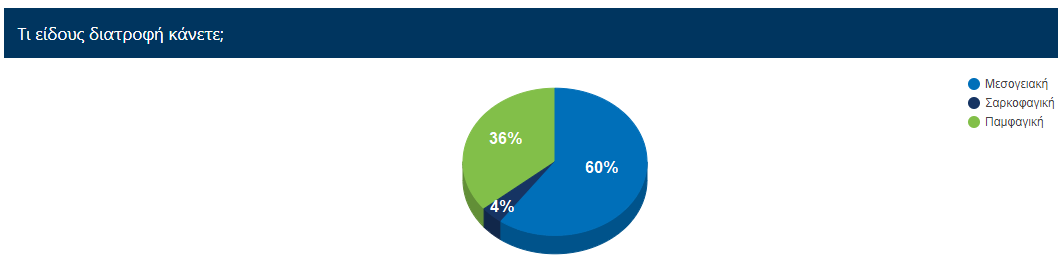 Τι είδους διατροφή κάνετε;
Μεσογειακή
Σαρκοφαγική
Παμφαγική
36%
60%
4%